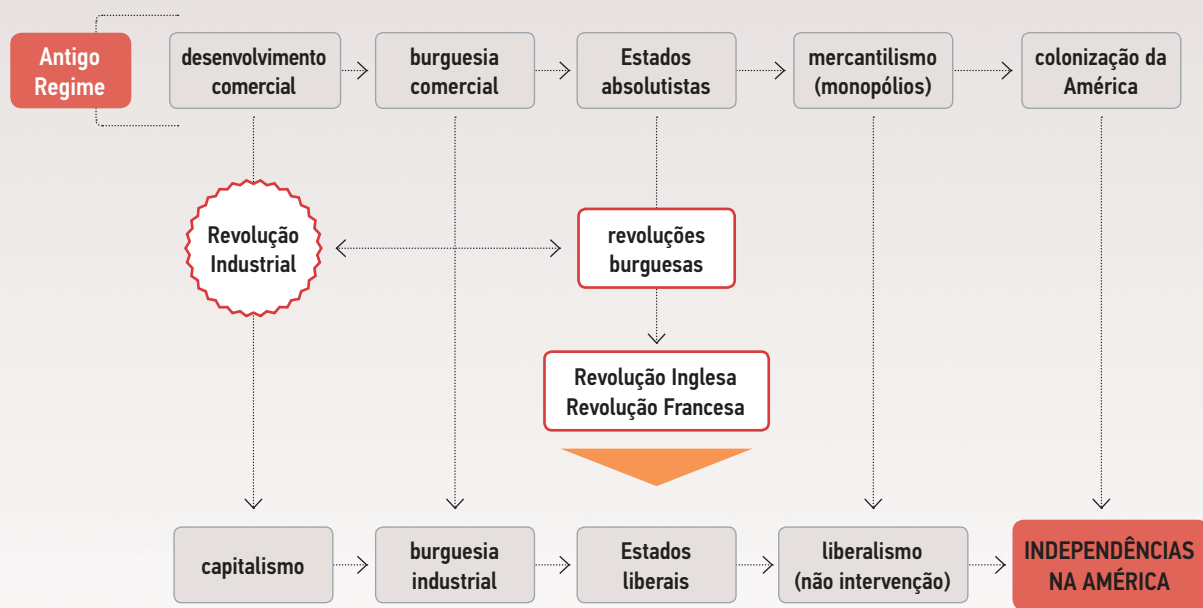 Antigo
Regime
desenvolvimento
comercial
burguesia
comercial
Estados
absolutistas
mercantilismo
(monopólios)
colonização da
América
Revolução
Industrial
revoluções
burguesas
Revolução Inglesa
Revolução Francesa
capitalismo
burguesia
industrial
Estados
liberais
liberalismo
(não intervenção)
INDEPENDÊNCIAS
NA AMÉRICA